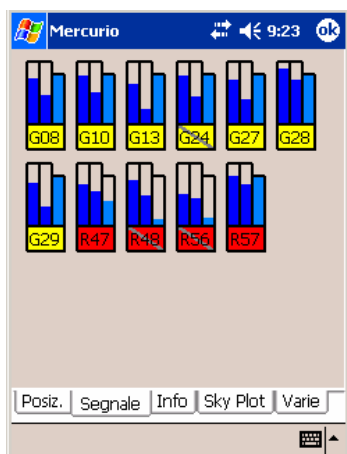 Mercurio 9:23 ok
G08 G10 G13 G24 G27 G28
G29 R47 R48 R56 R57
Posiz. Segnale Info Sky Plot Varie